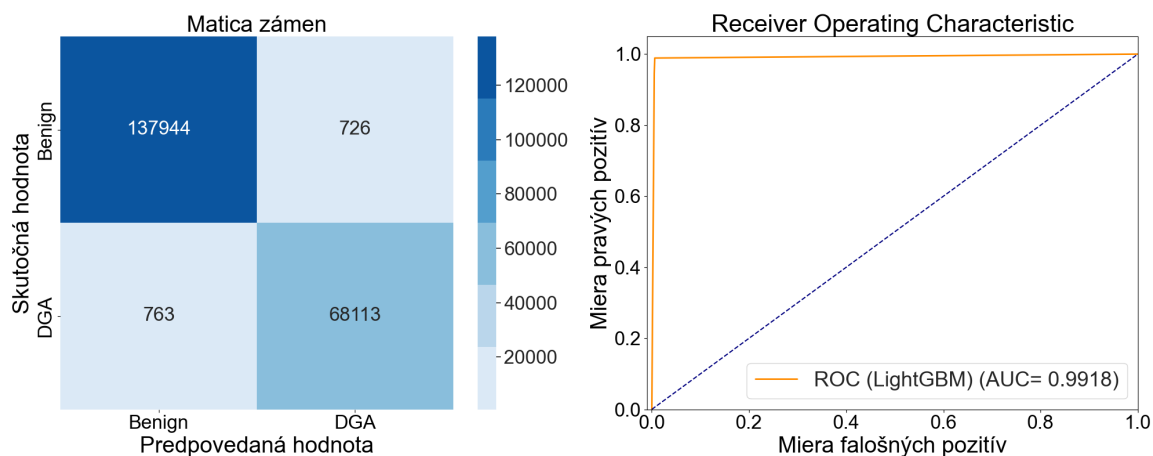 Matica zámen
Skutočná hodnota
Benign
DGA
137944
726
763
68113
Benign
DGA
Predpovedaná hodnota
120000
100000
80000
60000
40000
20000
Receiver Operating Characteristic
Miera pravých pozitív
1.0
0.8
0.6
0.4
0.2
0.0
ROC (LightGBM) (AUC= 0.9918)
0.0
0.2
0.4
0.6
0.8
1.0
Miera falošných pozitív